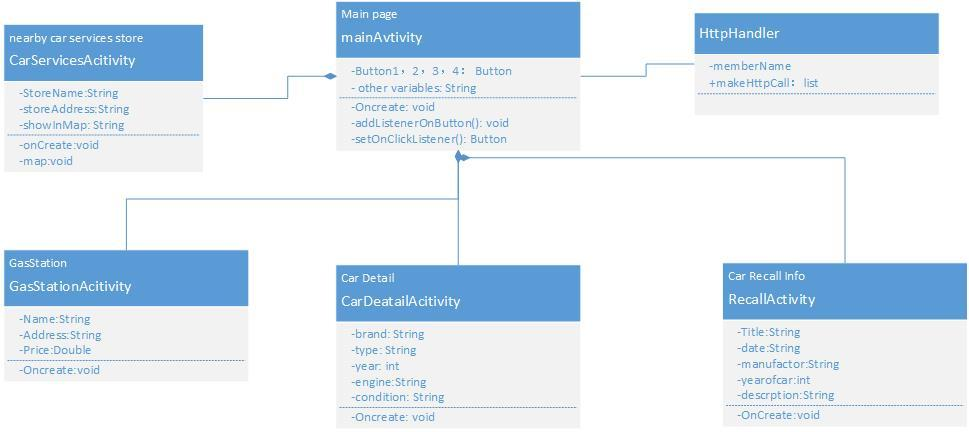 nearby car services store
CarServicesAcitivity
-StoreName:String
-storeAddress:String
-showInMap: String
-onCreate:void
-map:void
Main page
mainAvtivity
-Button1，2，3，4： Button
- other variables: String
-Oncreate: void
-addListenerOnButton(): void
-setOnClickListener(): Button
HttpHandler
-memberName
+makeHttpCall： list
GasStation
GasStationAcitivity
-Name:String
-Address:String
-Price:Double
-Oncreate:void
Car Detail
CarDeatailAcitivity
-brand: String
-type: String
-year: int
-engine:String
-condition: String
-Oncreate: void
Car Recall Info
RecallActivity
-Title:String
-date:String
-manufactor:String
-yearofcar:int
-descrption:String
-OnCreate:void